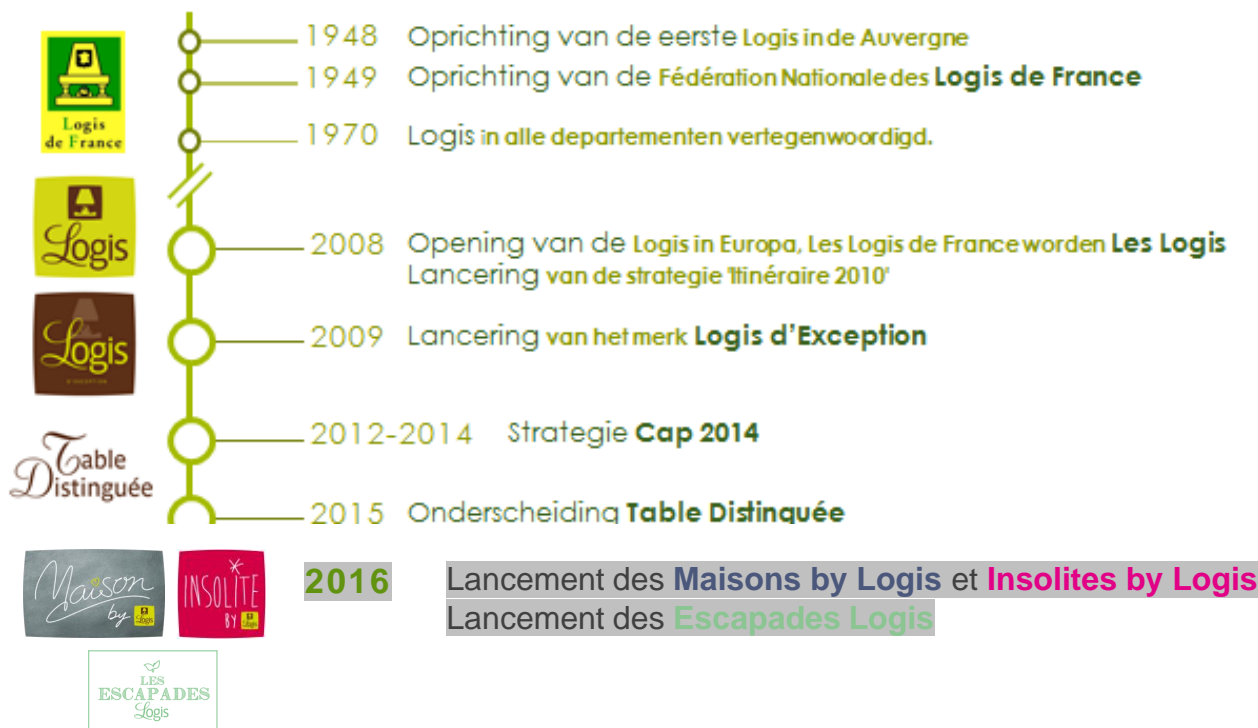 1948 Oprichting van de eerste Logis in de Auvergne
1949 Oprichting van de Fédération Nationale des Logis de France
Logis
de France
1970 Logis in alle departementen vertegenwoordigd.
Logis
2008 Opening van de Logis in Europa, Les Logis de France worden Les Logis
Lancering van de strategie 'Itinéraire 2010'
Logis
D'EXCEPTION
2009 Lancering van het merk Logis d'Exception
2012-2014 Strategie Cap 2014
Table
Distinguée
2015 Onderscheiding Table Distinguée
Maison
by Logis
INSOLITE
BY Logis
2016 Lancement des Maisons by Logis et Insolites by Logis
Lancement des Escapades Logis
LES
ESCAPADES
Logis